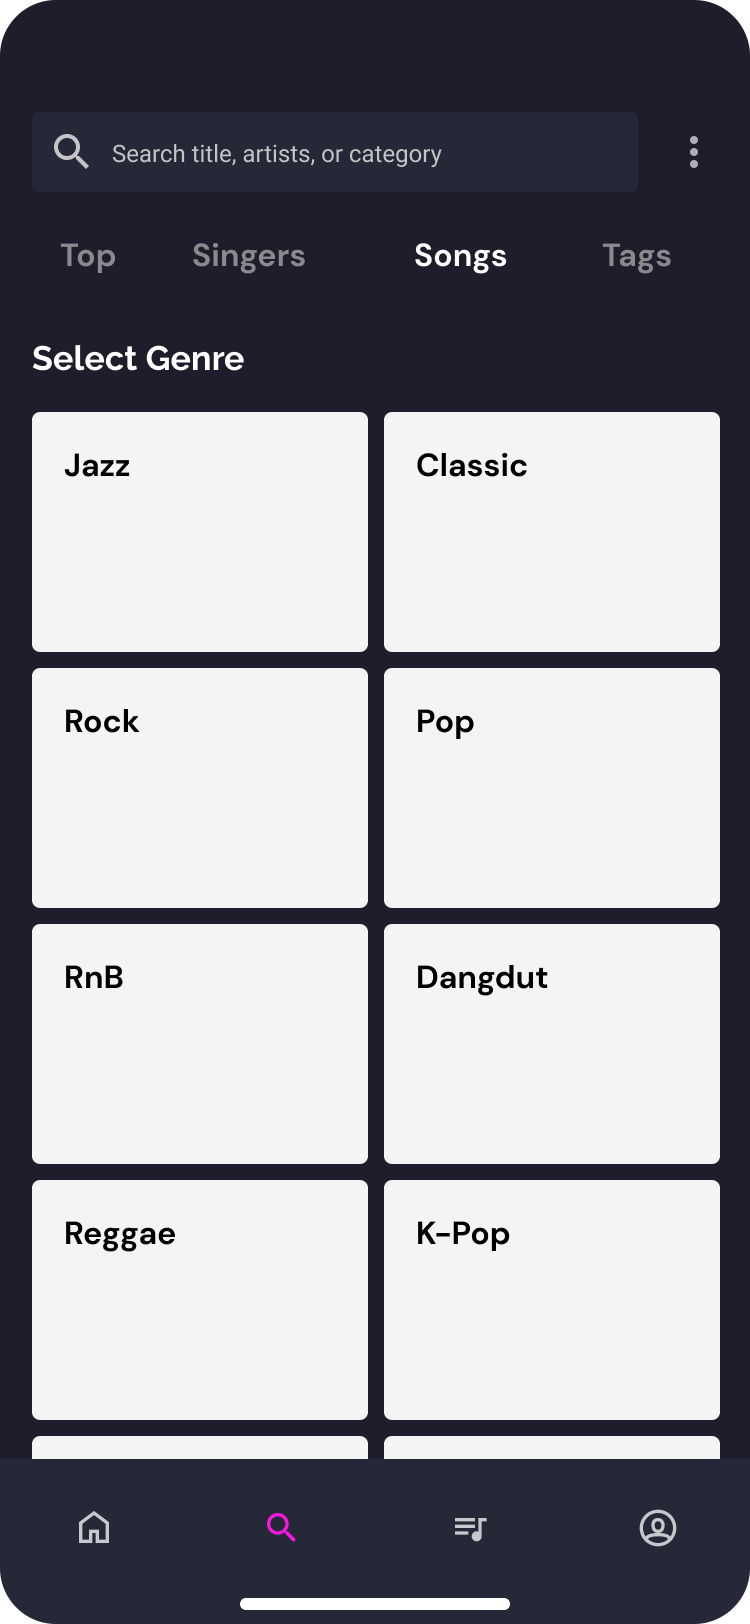 Search title, artists, or category
Top Singers Songs Tags
Select Genre
Jazz Classic
Rock Pop
RnB Dangdut
Reggae K-Pop